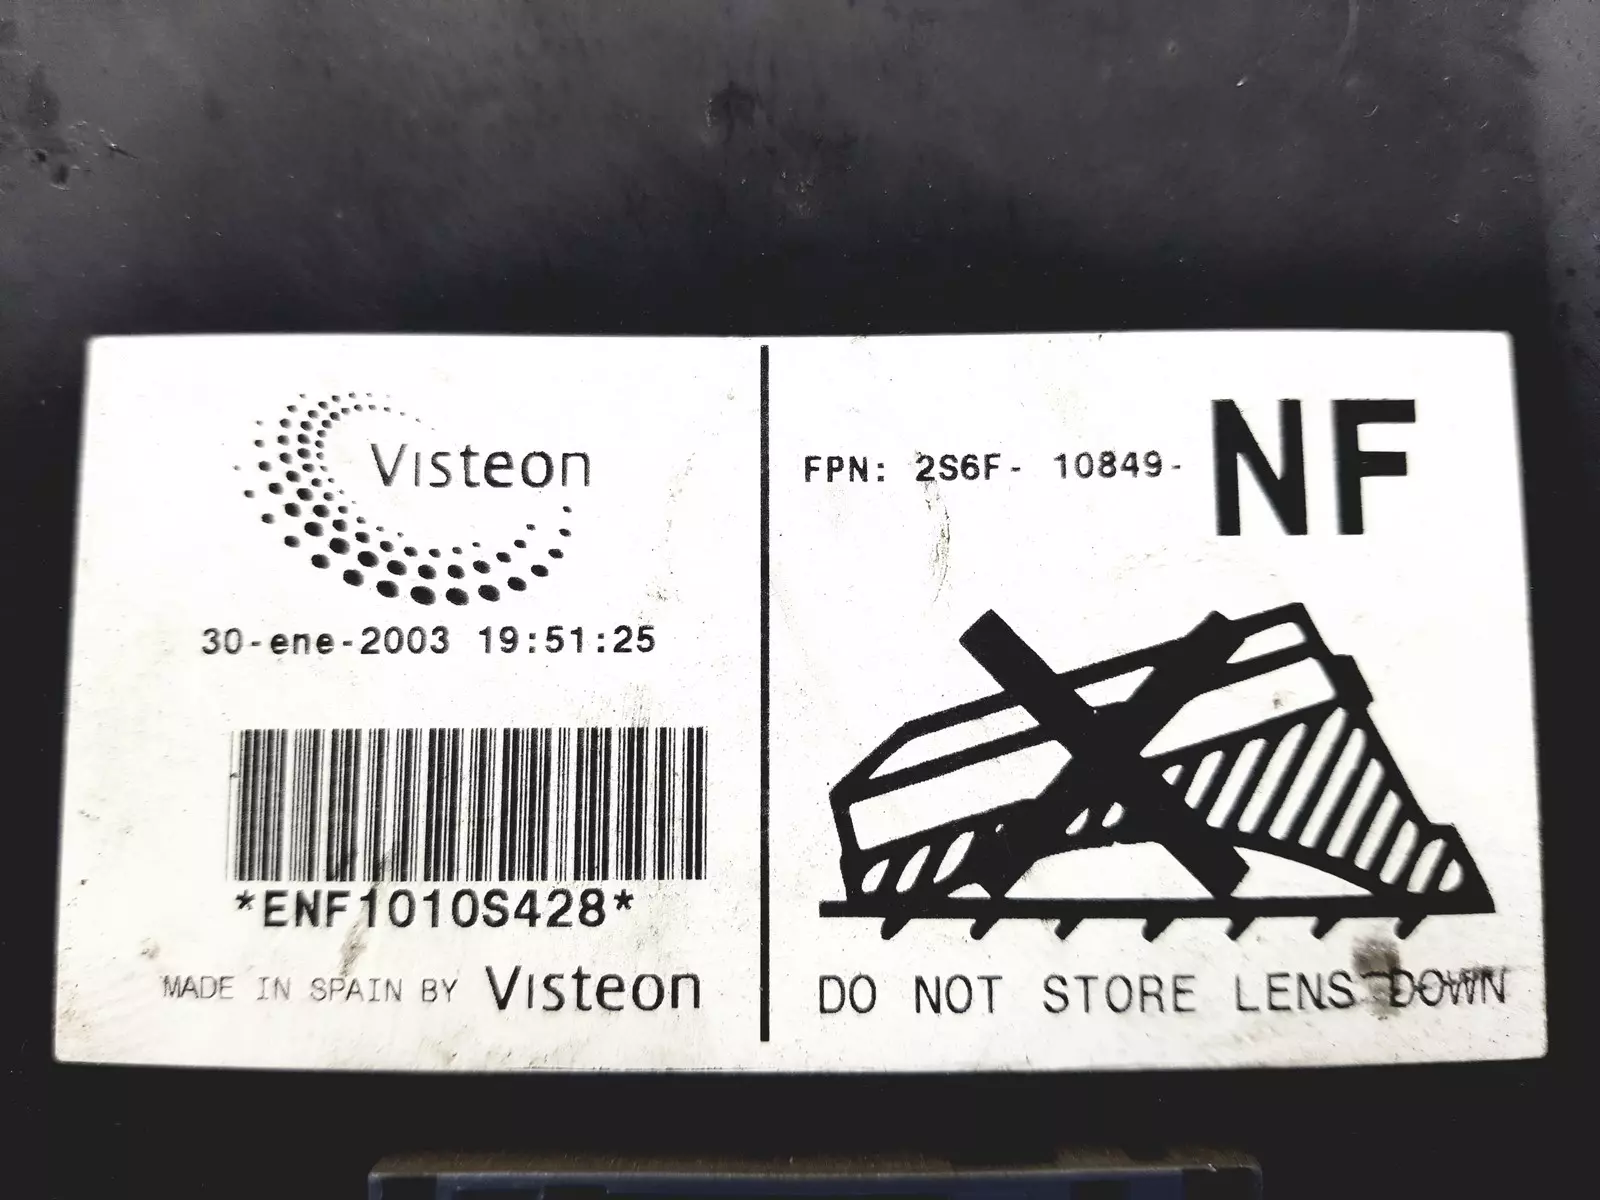 Visteon
30-ene-2003 19:51:25
*ENF1010S428*
MADE IN SPAIN BY Visteon
FPN: 2S6F- 10849- NF
DO NOT STORE LENS DOWN